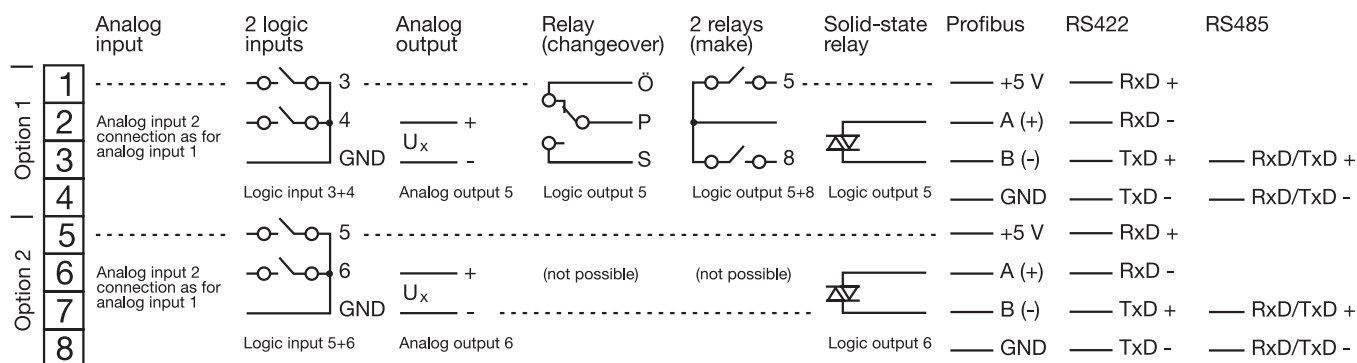 Analog input
2 logic inputs
Analog output
Relay (changeover)
2 relays (make)
Solid-state relay
Profibus
RS422
RS485
Option 1
1
3
5
+5 V
RxD +
2
Analog input 2
connection as for
analog input 1
4
Ux
+
-
Ö
P
S
A (+)
RxD -
3
GND
8
B (-)
TxD +
RxD/TxD +
4
Logic input 3+4
Analog output 5
Logic output 5
Logic output 5+8
Logic output 5
GND
TxD -
RxD/TxD -
Option 2
5
5
+5 V
RxD +
6
Analog input 2
connection as for
analog input 1
6
Ux
+
-
(not possible)
(not possible)
A (+)
RxD -
7
GND
B (-)
TxD +
RxD/TxD +
8
Logic input 5+6
Analog output 6
Logic output 6
GND
TxD -
RxD/TxD -